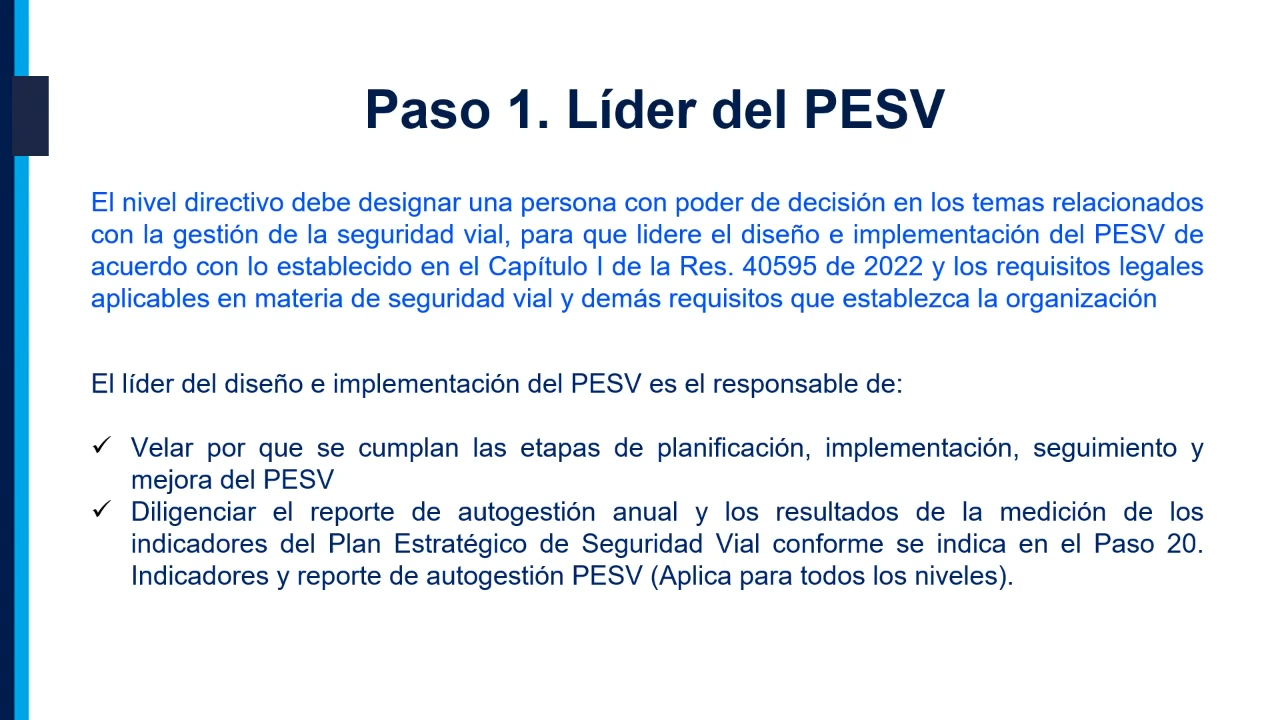 Paso 1. Líder del PESV
El nivel directivo debe designar una persona con poder de decisión en los temas relacionados
con la gestión de la seguridad vial, para que lidere el diseño e implementación del PESV de
acuerdo con lo establecido en el Capítulo I de la Res. 40595 de 2022 y los requisitos legales
aplicables en materia de seguridad vial y demás requisitos que establezca la organización
El líder del diseño e implementación del PESV es el responsable de:
✓ Velar por que se cumplan las etapas de planificación, implementación, seguimiento y
mejora del PESV
✓ Diligenciar el reporte de autogestión anual y los resultados de la medición de los
indicadores del Plan Estratégico de Seguridad Vial conforme se indica en el Paso 20.
Indicadores y reporte de autogestión PESV (Aplica para todos los niveles).